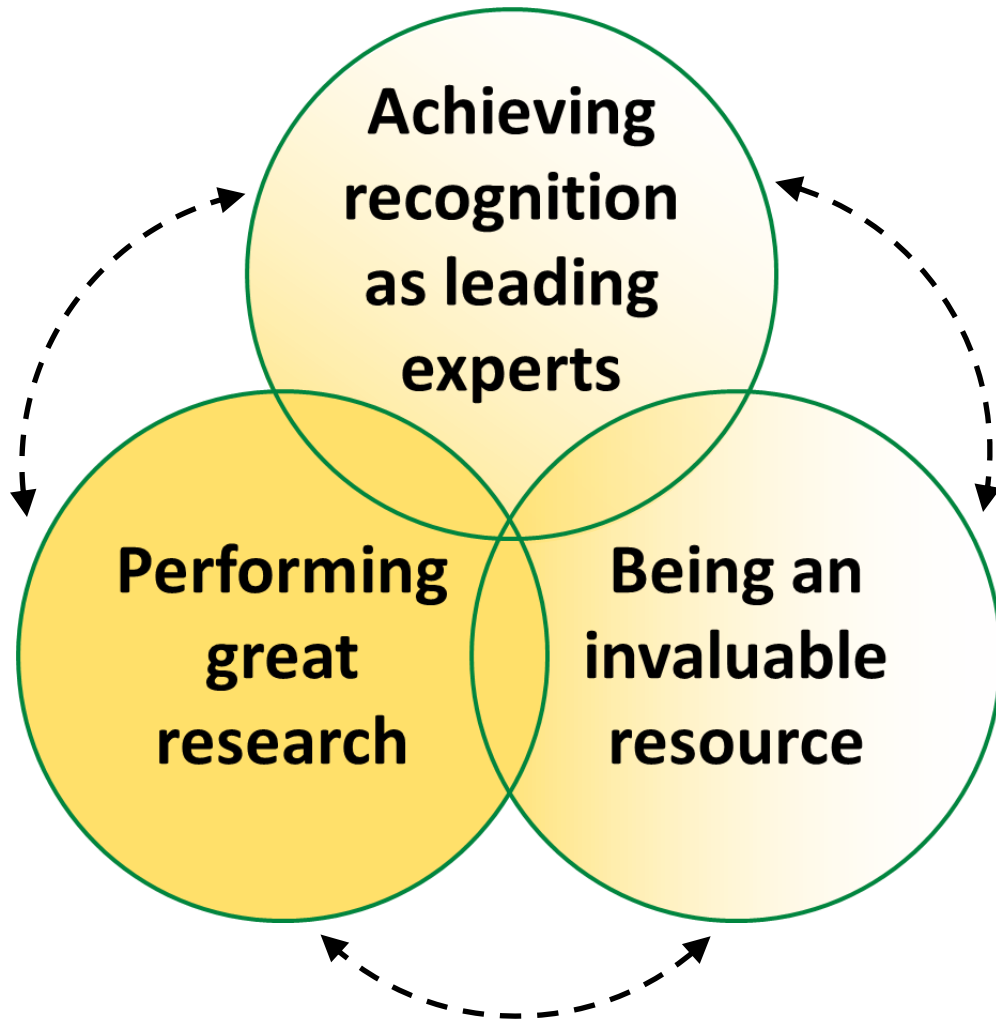 Achieving
recognition
as leading
experts
Performing
great
research
Being an
invaluable
resource